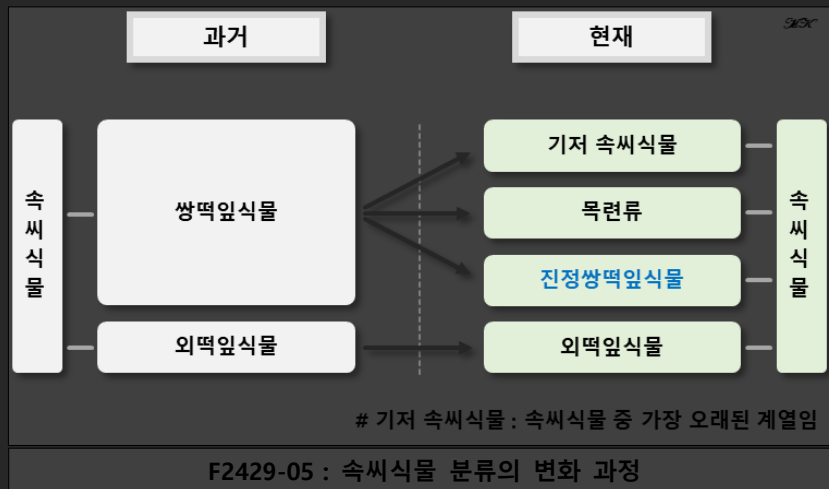 과거
현재
속씨식물
쌍떡잎식물
외떡잎식물
기저 속씨식물
목련류
진정쌍떡잎식물
외떡잎식물
속씨식물
# 기저 속씨식물 : 속씨식물 중 가장 오래된 계열임
F2429-05 : 속씨식물 분류의 변화 과정